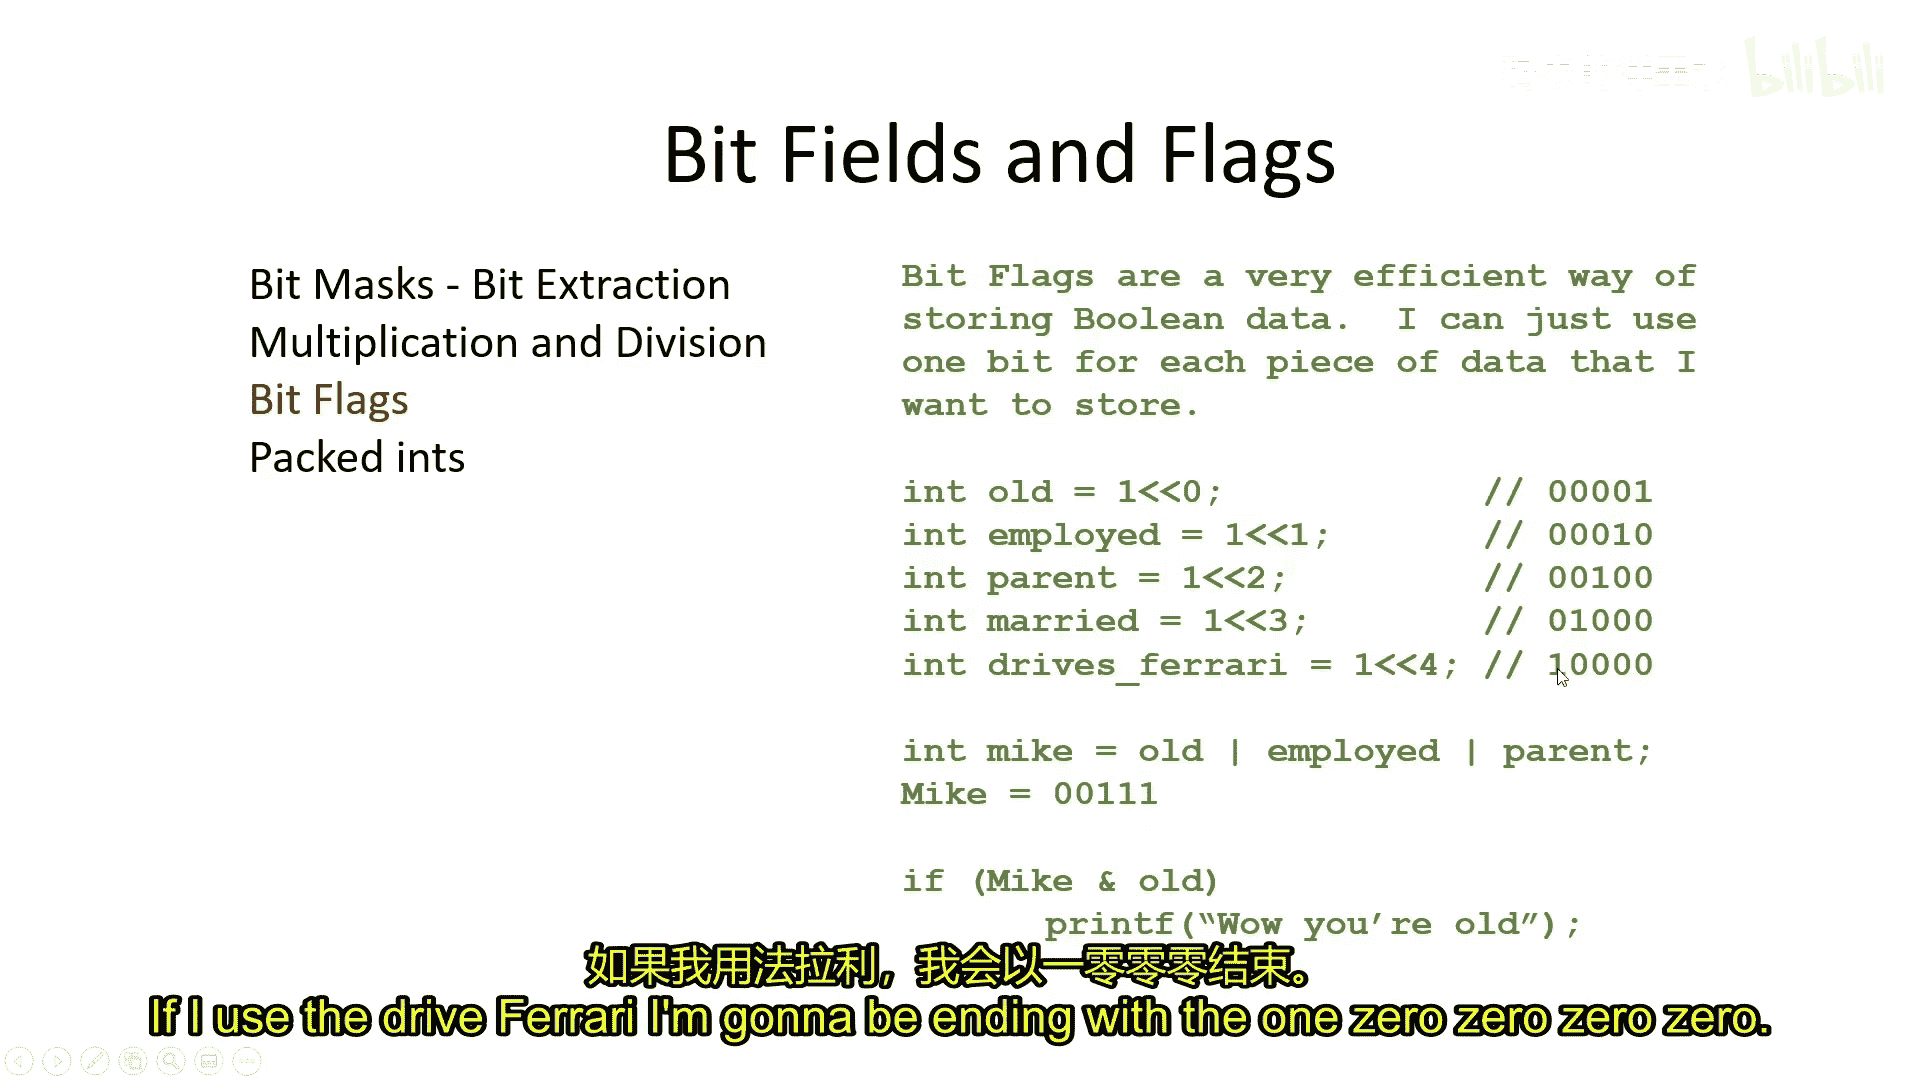 bilibili
Bit Fields and Flags
Bit Masks - Bit Extraction
Multiplication and Division
Bit Flags
Packed ints
Bit Flags are a very efficient way of
storing Boolean data.  I can just use
one bit for each piece of data that I
want to store.
int old = 1<<0;            // 00001
int employed = 1<<1;       // 00010
int parent = 1<<2;         // 00100
int married = 1<<3;        // 01000
int drives_ferrari = 1<<4; // 10000
int mike = old | employed | parent;
Mike = 00111
if (Mike & old)
printf(“Wow you’re old”);
如果我用法拉利，我会以一零零零结束。
If I use the drive Ferrari I'm gonna be ending with the one zero zero zero zero.